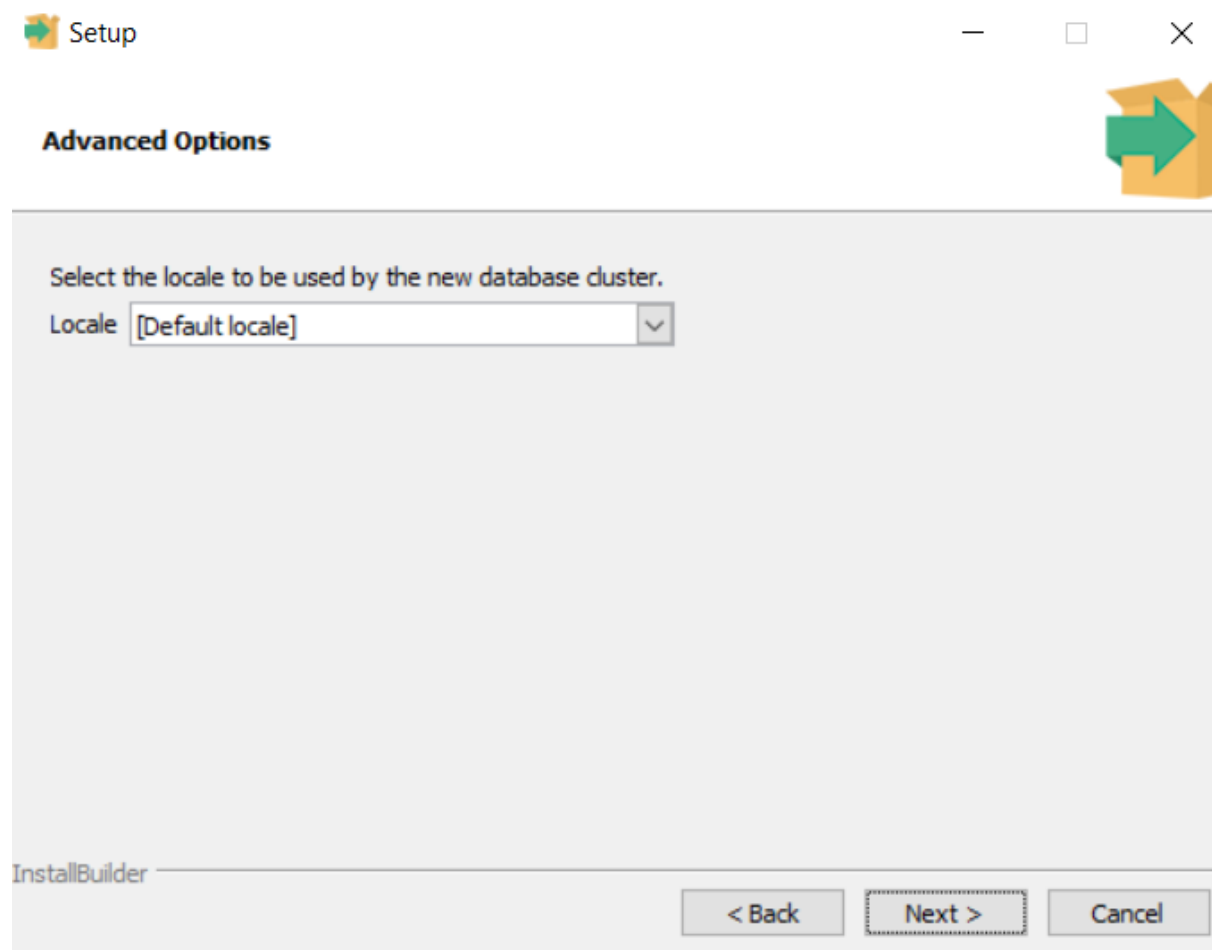 Setup
Advanced Options
Select the locale to be used by the new database cluster.
Locale [Default locale]
InstallBuilder
< Back Next > Cancel